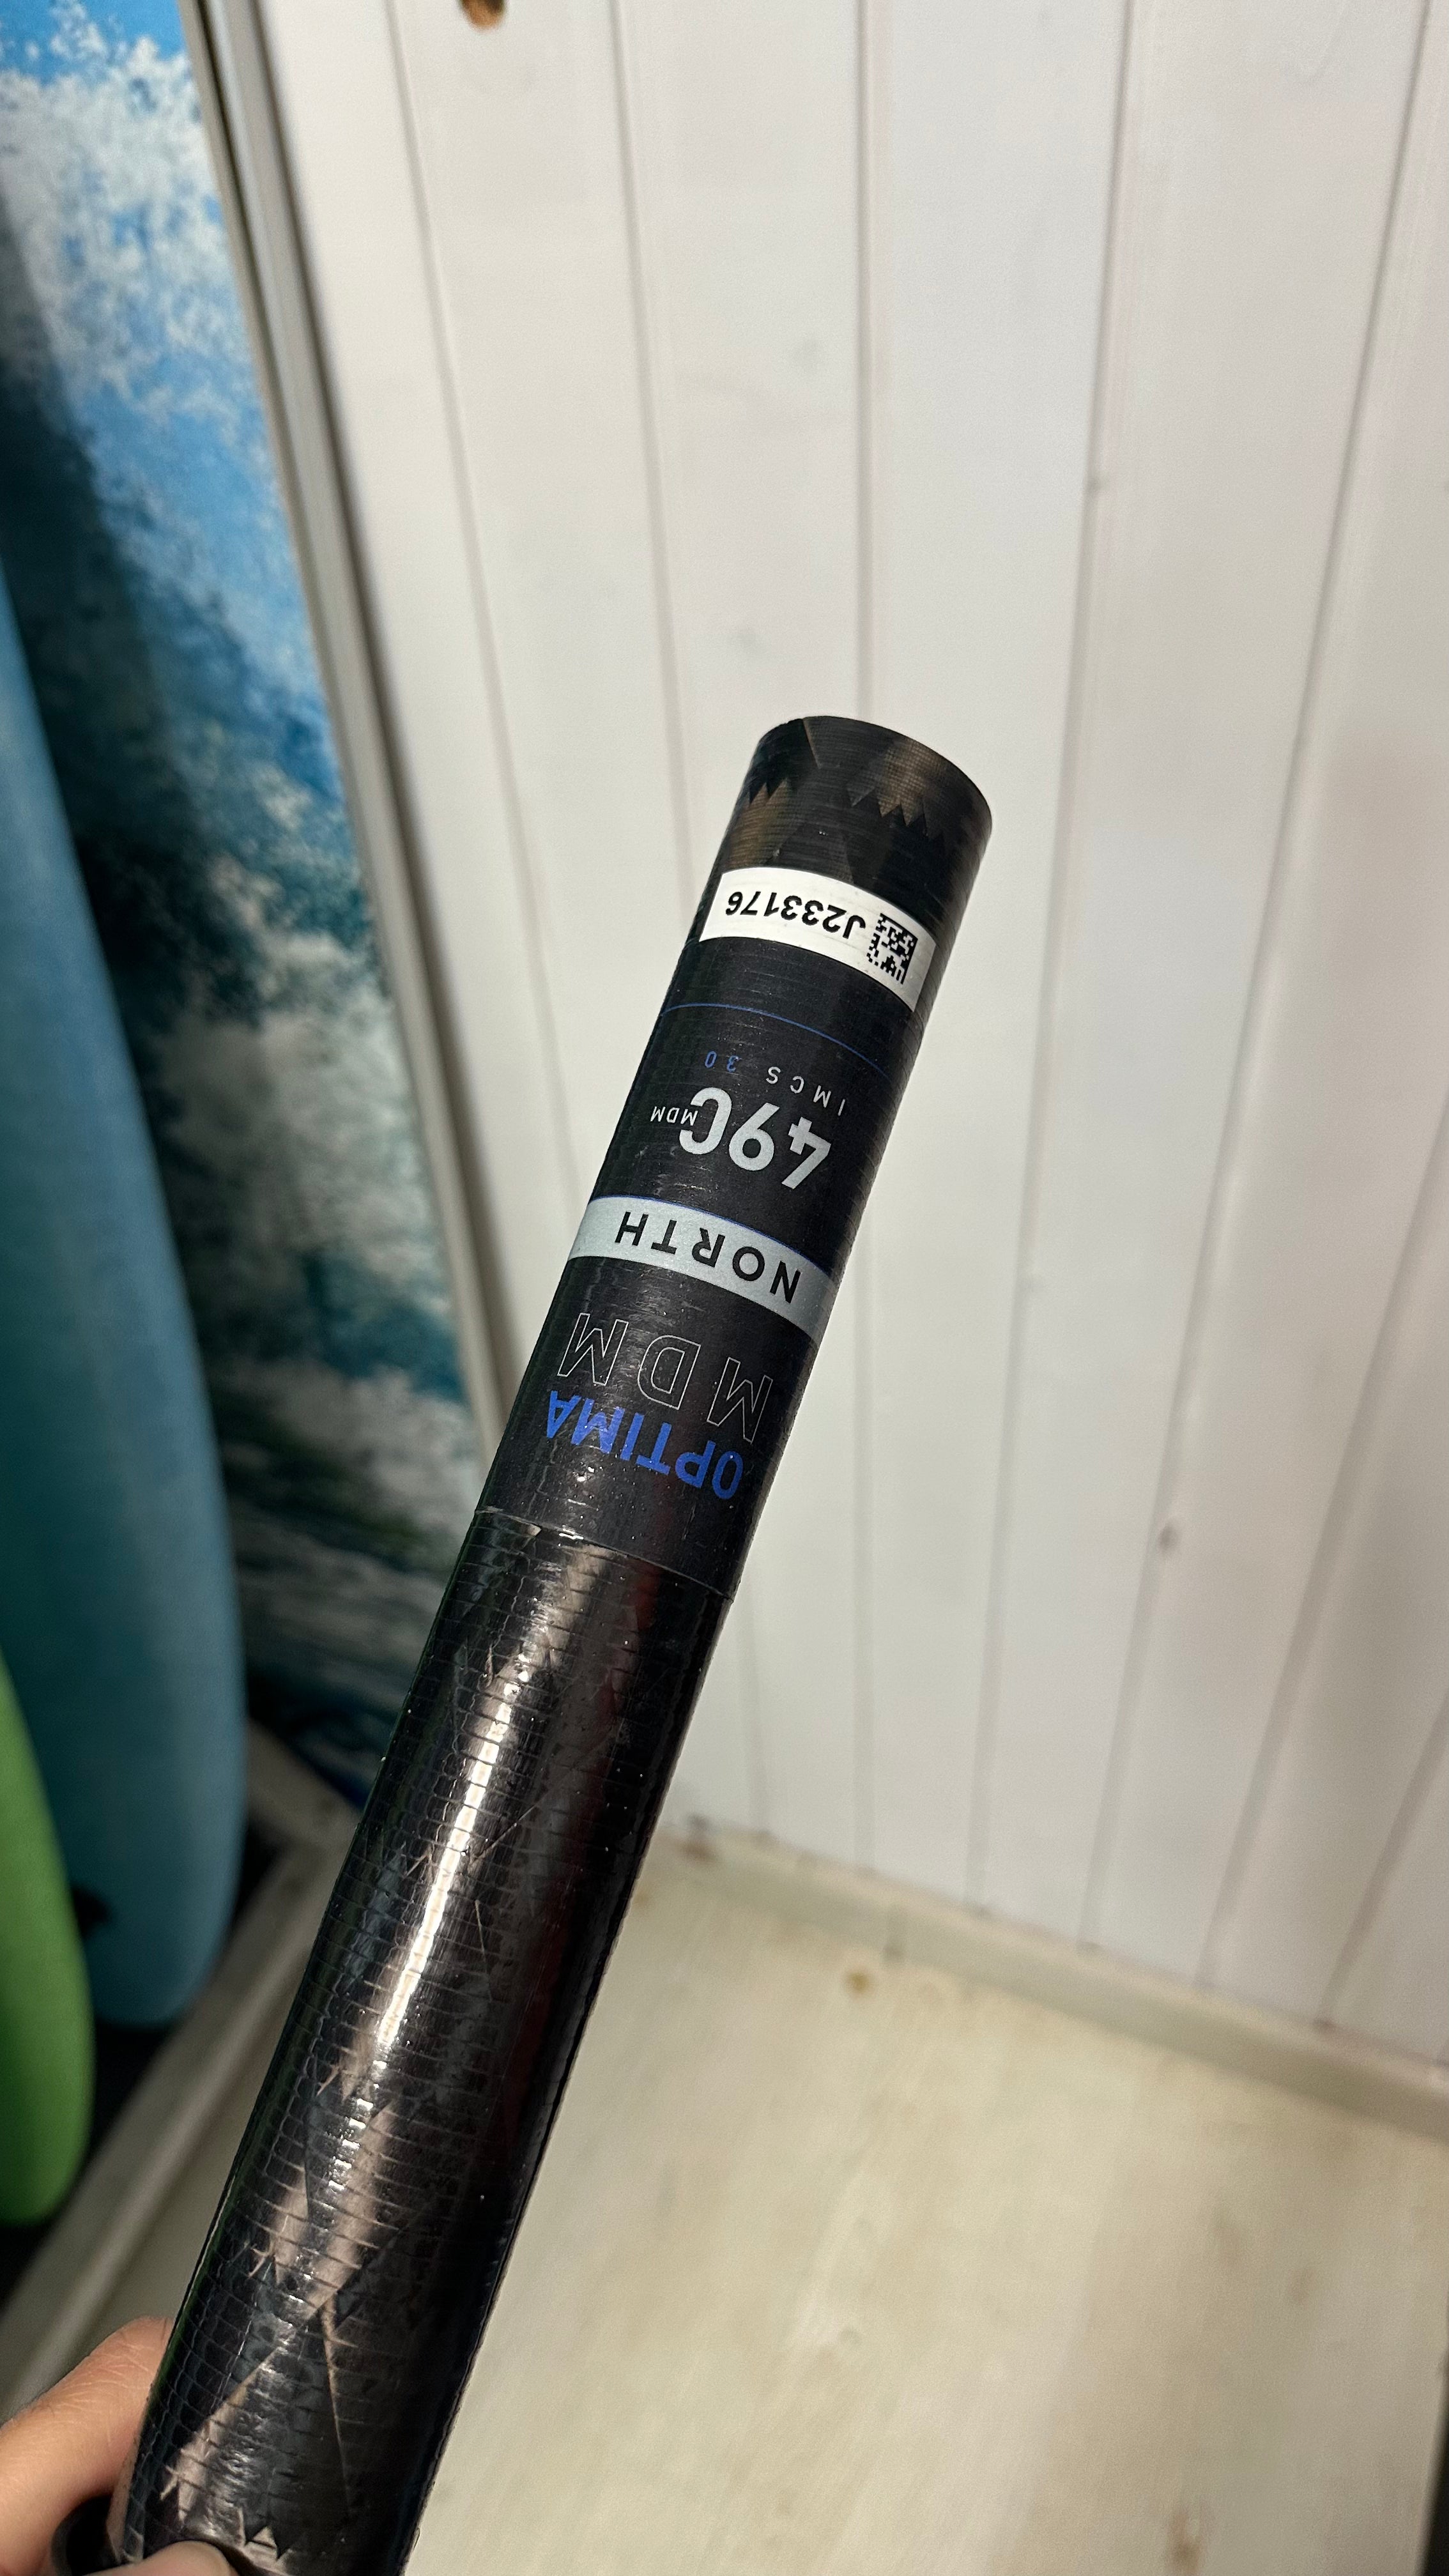 OPTIMA
MDM
NORTH
490 MDM
IMCS 30
J233176